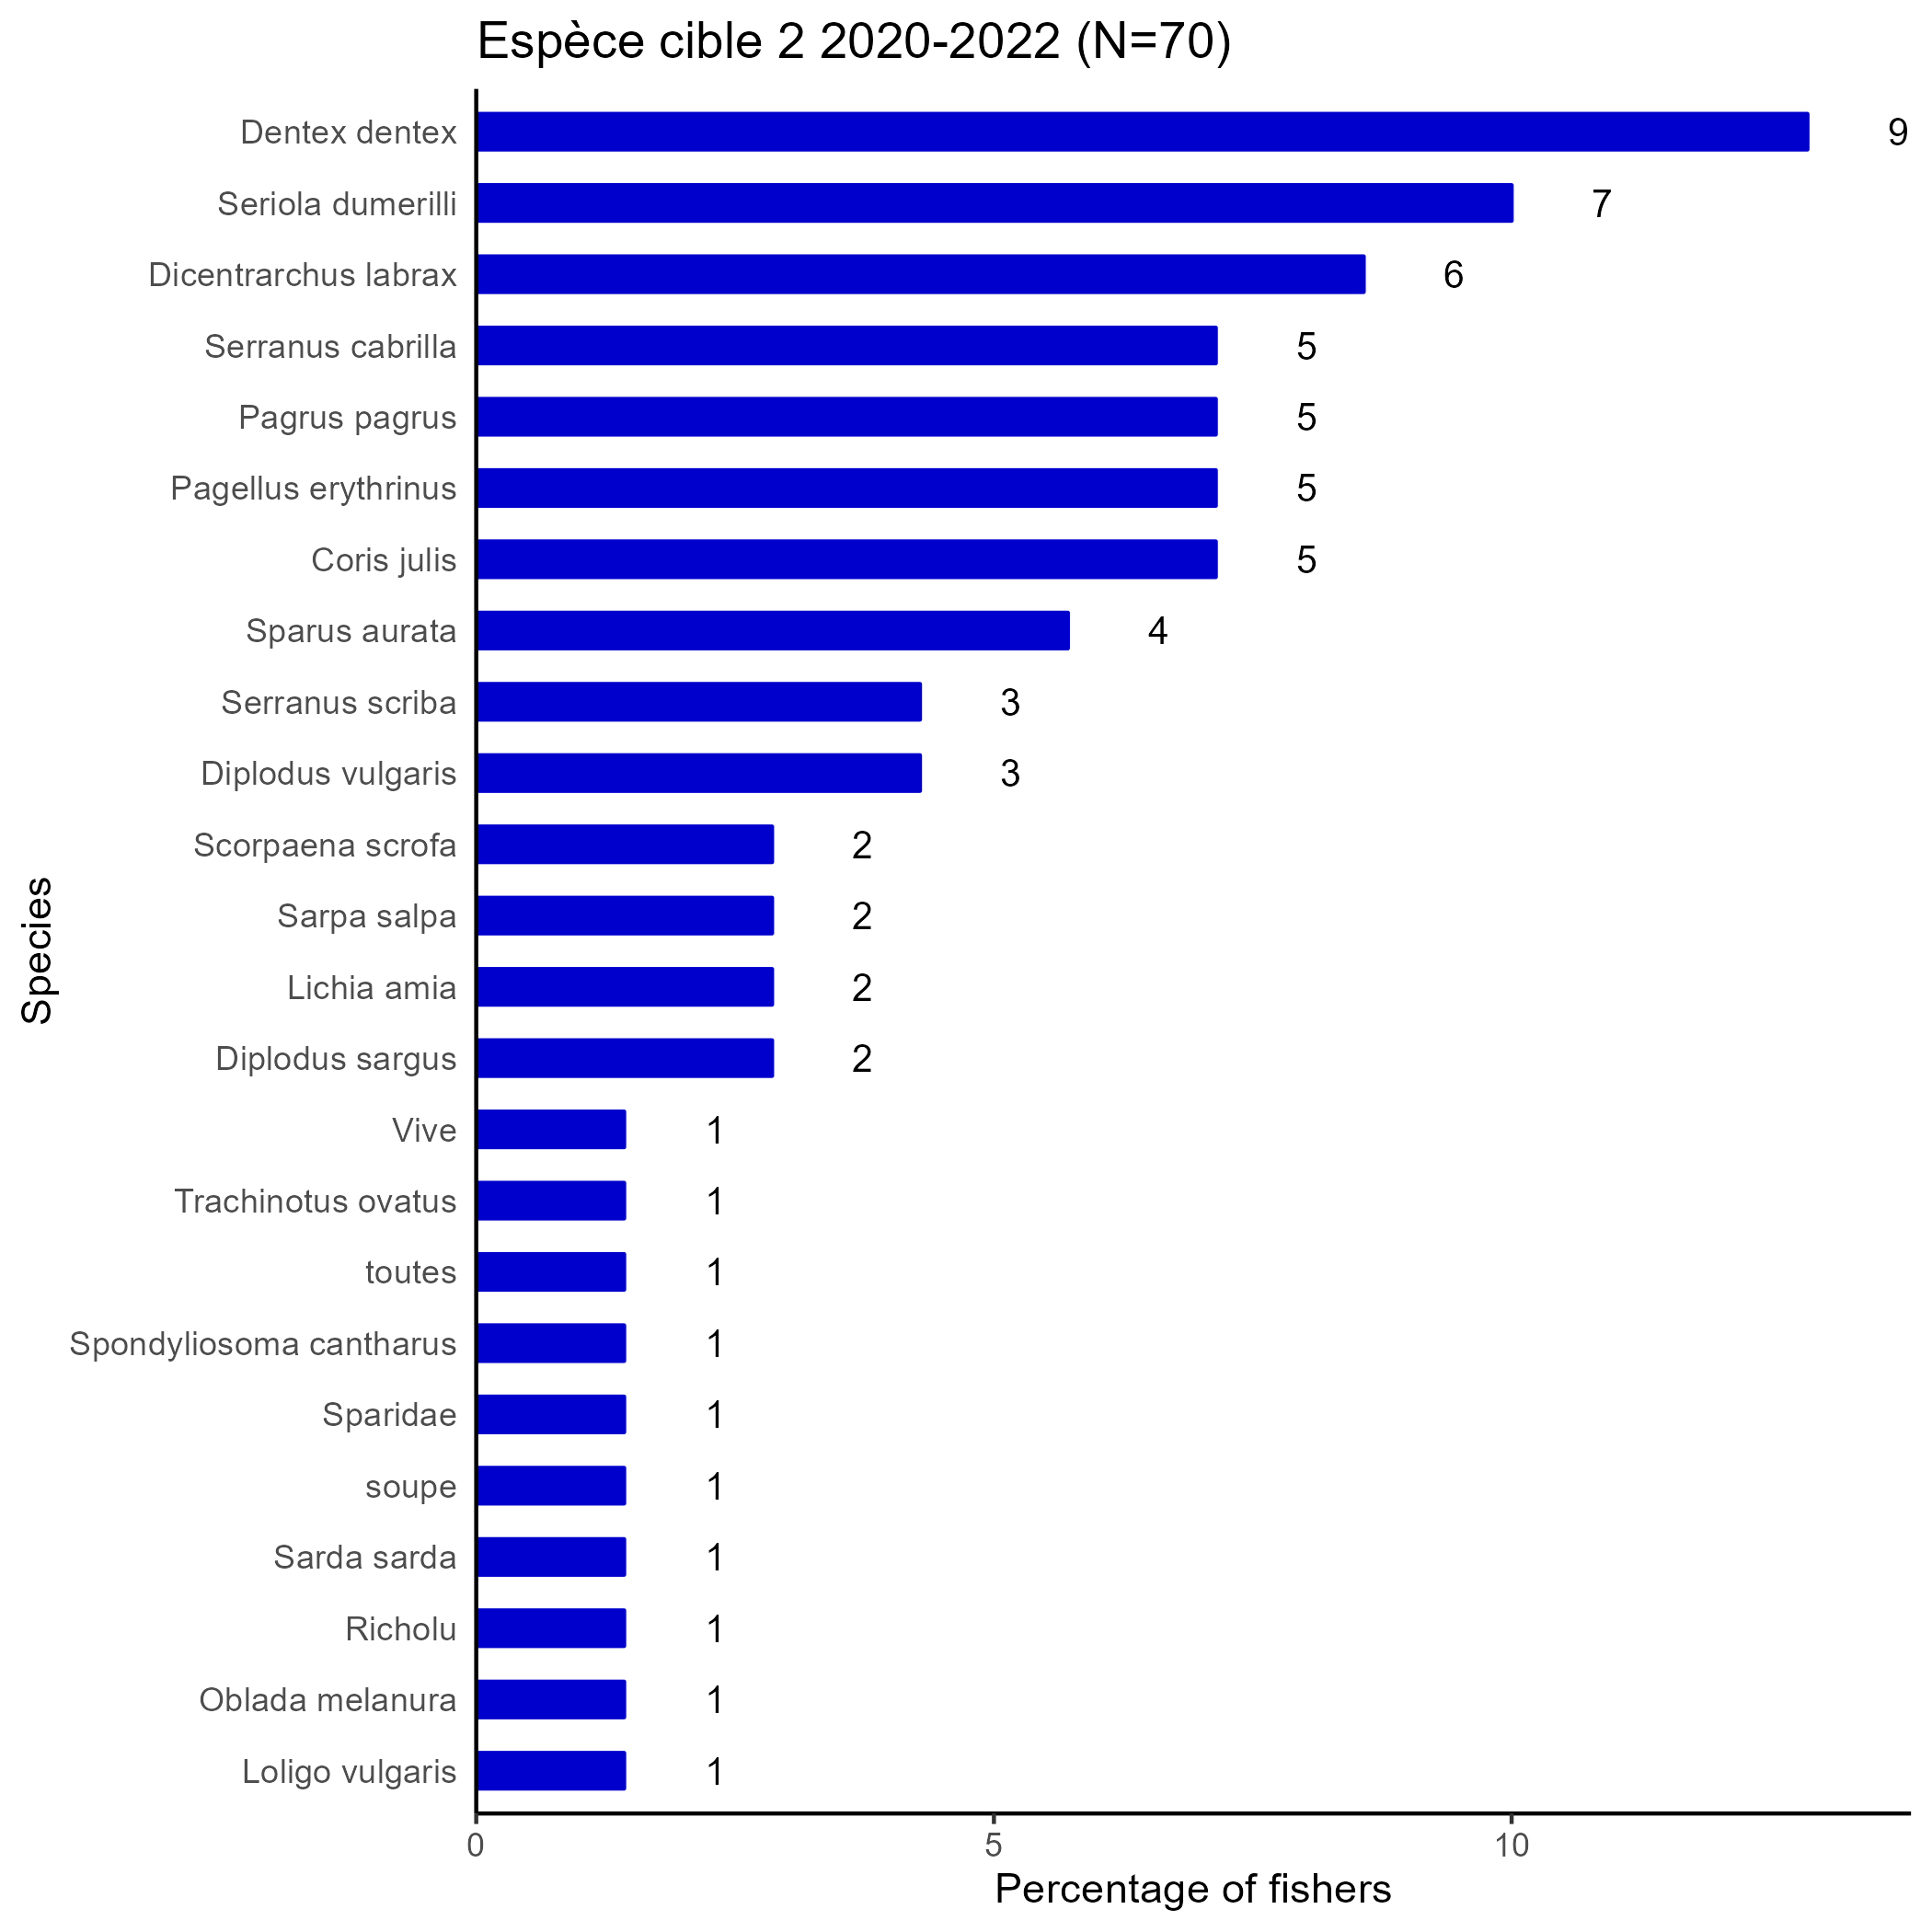 Espèce cible 2 2020-2022 (N=70)
Dentex dentex 9
Seriola dumerilli 7
Dicentrarchus labrax 6
Serranus cabrilla 5
Pagrus pagrus 5
Pagellus erythrinus 5
Coris julis 5
Sparus aurata 4
Serranus scriba 3
Diplodus vulgaris 3
Scorpaena scrofa 2
Sarpa salpa 2
Lichia amia 2
Diplodus sargus 2
Vive 1
Trachinotus ovatus 1
toutes 1
Spondyliosoma cantharus 1
Sparidae 1
soupe 1
Sarda sarda 1
Richolu 1
Oblada melanura 1
Loligo vulgaris 1
Species
0 5 10
Percentage of fishers